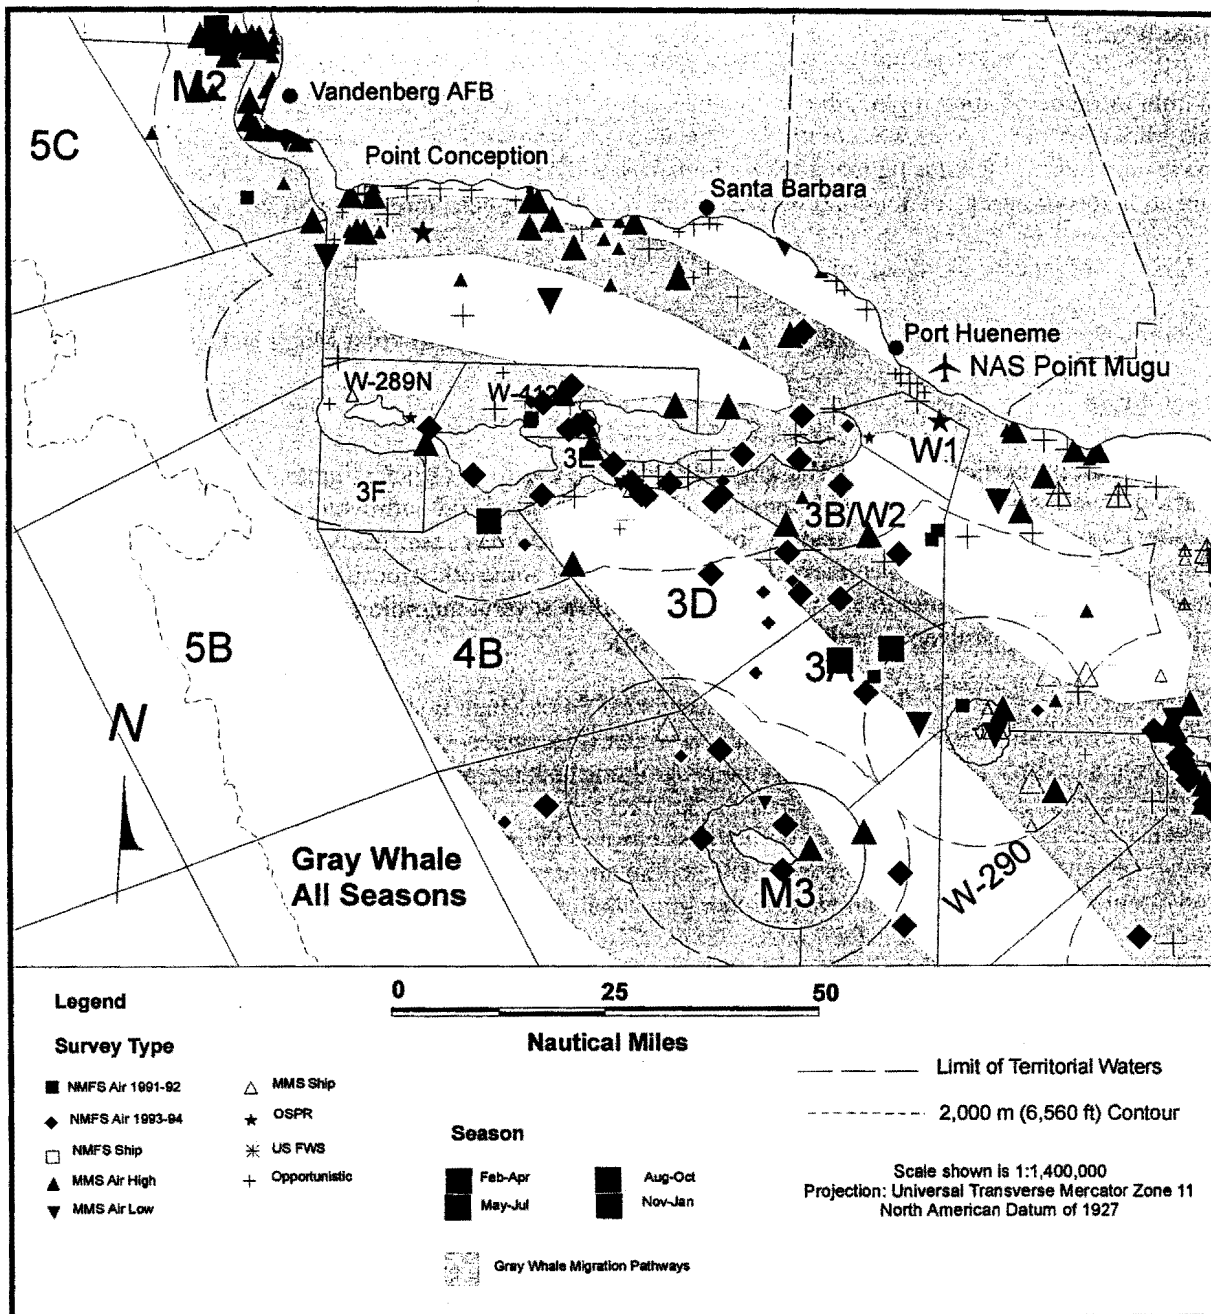 M2
Vandenberg AFB
5C
Point Conception
Santa Barbara
Port Hueneme
NAS Point Mugu
W-289N
W-412
W1
3E
3F
3B/W2
3D
5B
4B
3A
N
Gray Whale
All Seasons
M3
W-290
Legend
0 25 50
Nautical Miles
Survey Type
NMFS Air 1991-92
NMFS Air 1993-94
NMFS Ship
MMS Air High
MMS Air Low
MMS Ship
OSPR
US FWS
Opportunistic
Season
Feb-Apr
May-Jul
Aug-Oct
Nov-Jan
Gray Whale Migration Pathways
Limit of Territorial Waters
2,000 m (6,560 ft) Contour
Scale shown is 1:1,400,000
Projection: Universal Transverse Mercator Zone 11
North American Datum of 1927